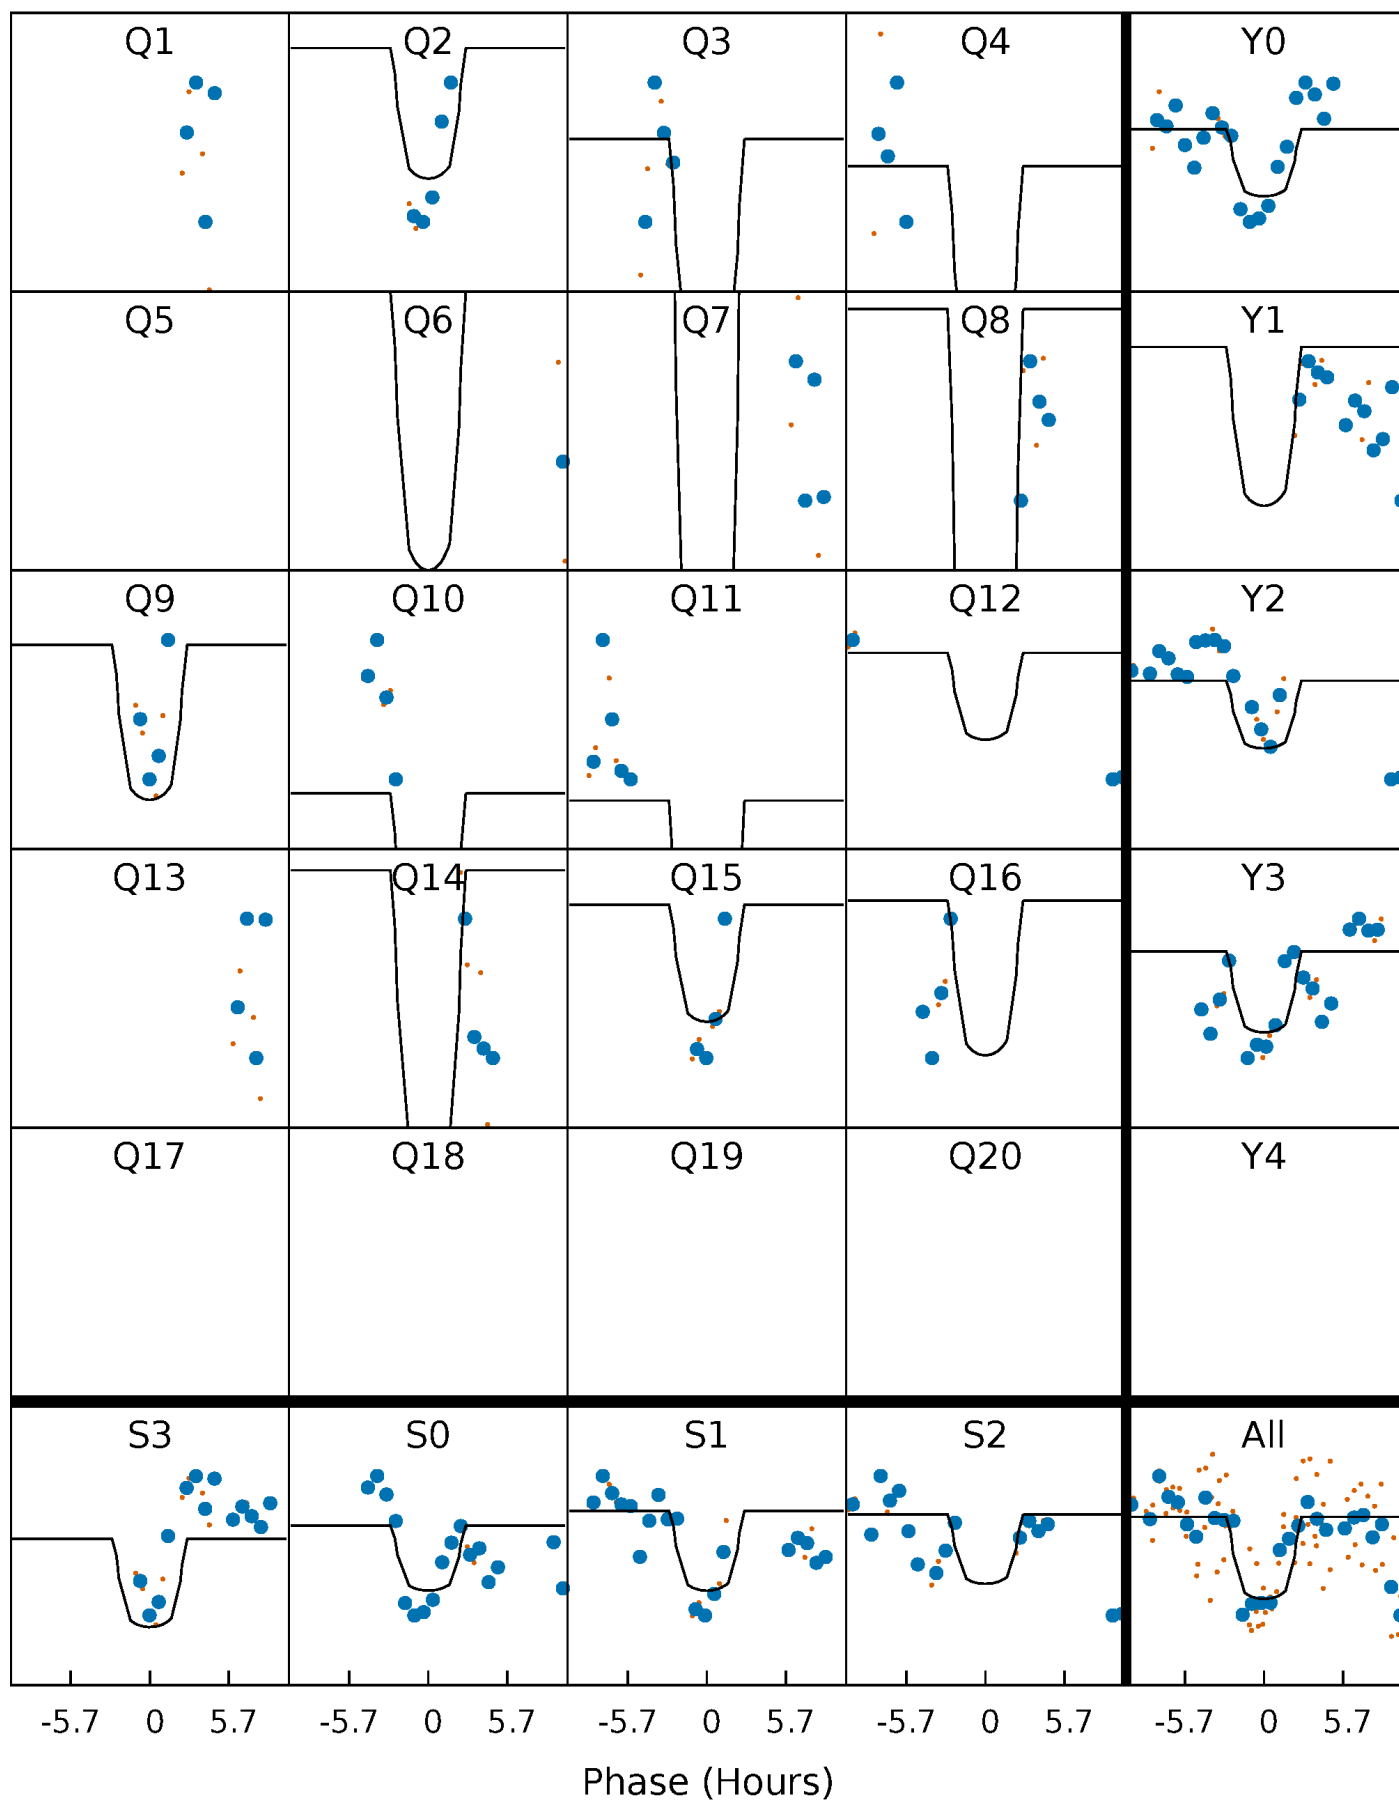 Q1 Q2 Q3 Q4 Y0
Q5 Q6 Q7 Q8 Y1
Q9 Q10 Q11 Q12 Y2
Q13 Q14 Q15 Q16 Y3
Q17 Q18 Q19 Q20 Y4
S3 S0 S1 S2 All
-5.7 0 5.7 -5.7 0 5.7 -5.7 0 5.7 -5.7 0 5.7 -5.7 0 5.7
Phase (Hours)